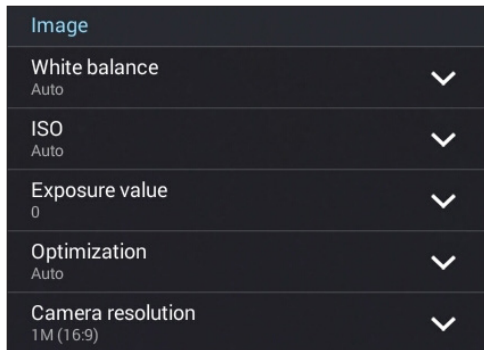 Image
White balance
Auto
ISO
Auto
Exposure value
0
Optimization
Auto
Camera resolution
1M (16:9)